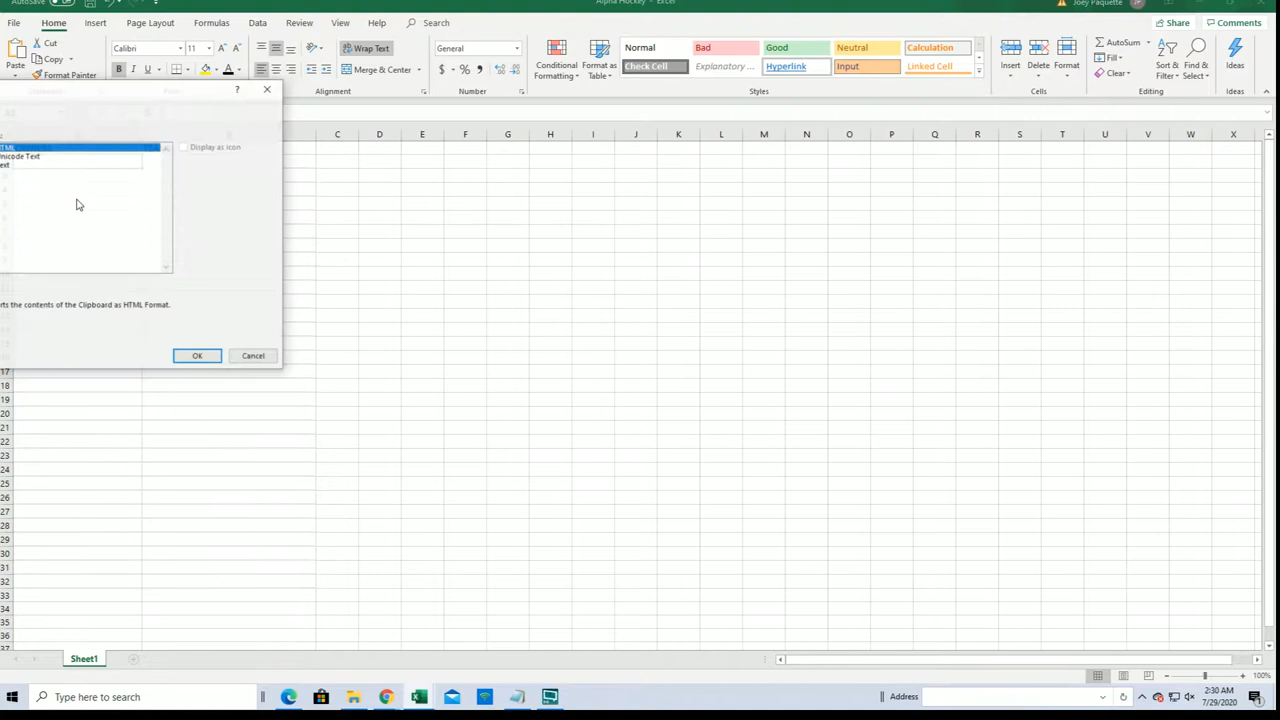 AutoSave
Alpha Hockey - Excel
Joey Paquette
JP
File Home Insert Page Layout Formulas Data Review View Help Search
Share Comments
Paste
Cut
Copy
Format Painter
Calibri 11
B U
Wrap Text
Merge & Center
General
$ % ,
Conditional
Formatting
Format as
Table
Normal Bad Good Neutral Calculation
Check Cell Explanatory ... Hyperlink Input Linked Cell
Insert Delete Format
AutoSum
Fill
Clear
Sort &
Filter
Find &
Select
Ideas
Alignment Number Styles Cells Ideas
C D E F G H I J K L M N O P Q R S T U V W X
?
HTML
Unicode Text
ext
Display as icon
rts the contents of the Clipboard as HTML Format.
OK Cancel
17
18
19
20
21
22
23
24
25
26
27
28
29
30
31
32
33
34
35
36
37
Sheet1
100%
Type here to search
Address
2:30 AM
7/29/2020
1